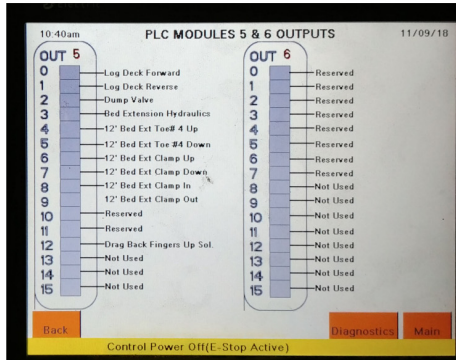 10:40am PLC MODULES 5 & 6 OUTPUTS 11/09/18
OUT 5
0 Log Deck Forward
1 Log Deck Reverse
2 Dump Valve
3 Bed Extension Hydraulics
4 12' Bed Ext Toe# 4 Up
5 12' Bed Ext Toe #4 Down
6 12' Bed Ext Clamp Up
7 12' Bed Ext Clamp Down
8 12' Bed Ext Clamp In
9 12' Bed Ext Clamp Out
10 Reserved
11 Reserved
12 Drag Back Fingers Up Sol.
13 Not Used
14 Not Used
15 Not Used
OUT 6
0 Reserved
1 Reserved
2 Reserved
3 Reserved
4 Reserved
5 Reserved
6 Reserved
7 Reserved
8 Not Used
9 Not Used
10 Not Used
11 Not Used
12 Not Used
13 Not Used
14 Not Used
15 Not Used
Back Diagnostics Main
Control Power Off(E-Stop Active)